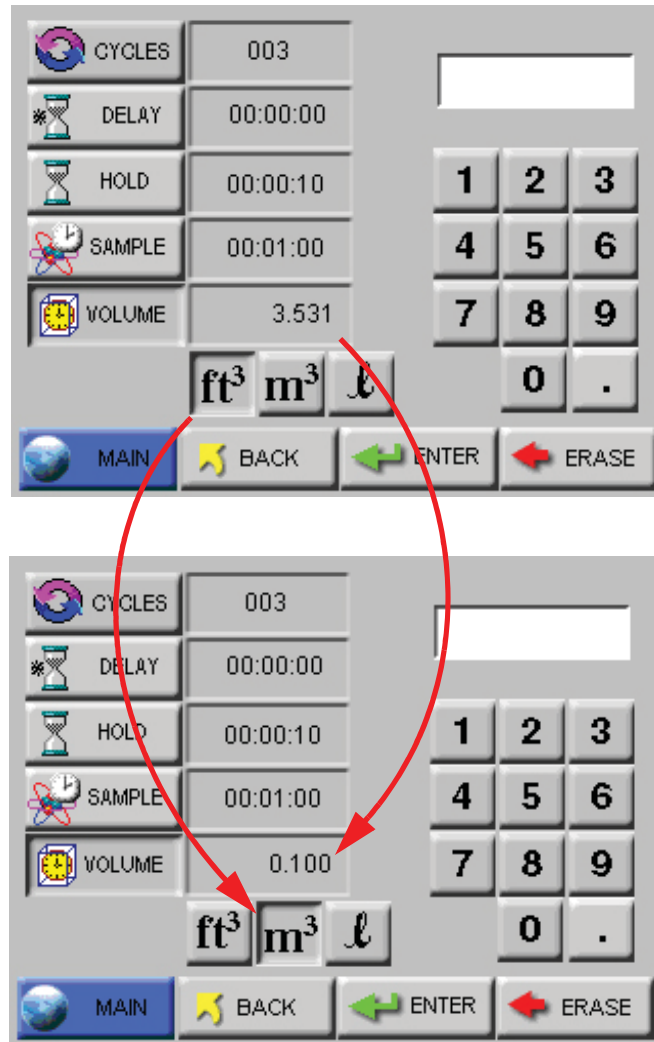 CYCLES 003
DELAY 00:00:00
HOLD 00:00:10 1 2 3
SAMPLE 00:01:00 4 5 6
VOLUME 3.531 7 8 9
ft³ m³ ℓ 0 .
MAIN BACK ENTER ERASE
CYCLES 003
DELAY 00:00:00
HOLD 00:00:10 1 2 3
SAMPLE 00:01:00 4 5 6
VOLUME 0.100 7 8 9
ft³ m³ ℓ 0 .
MAIN BACK ENTER ERASE